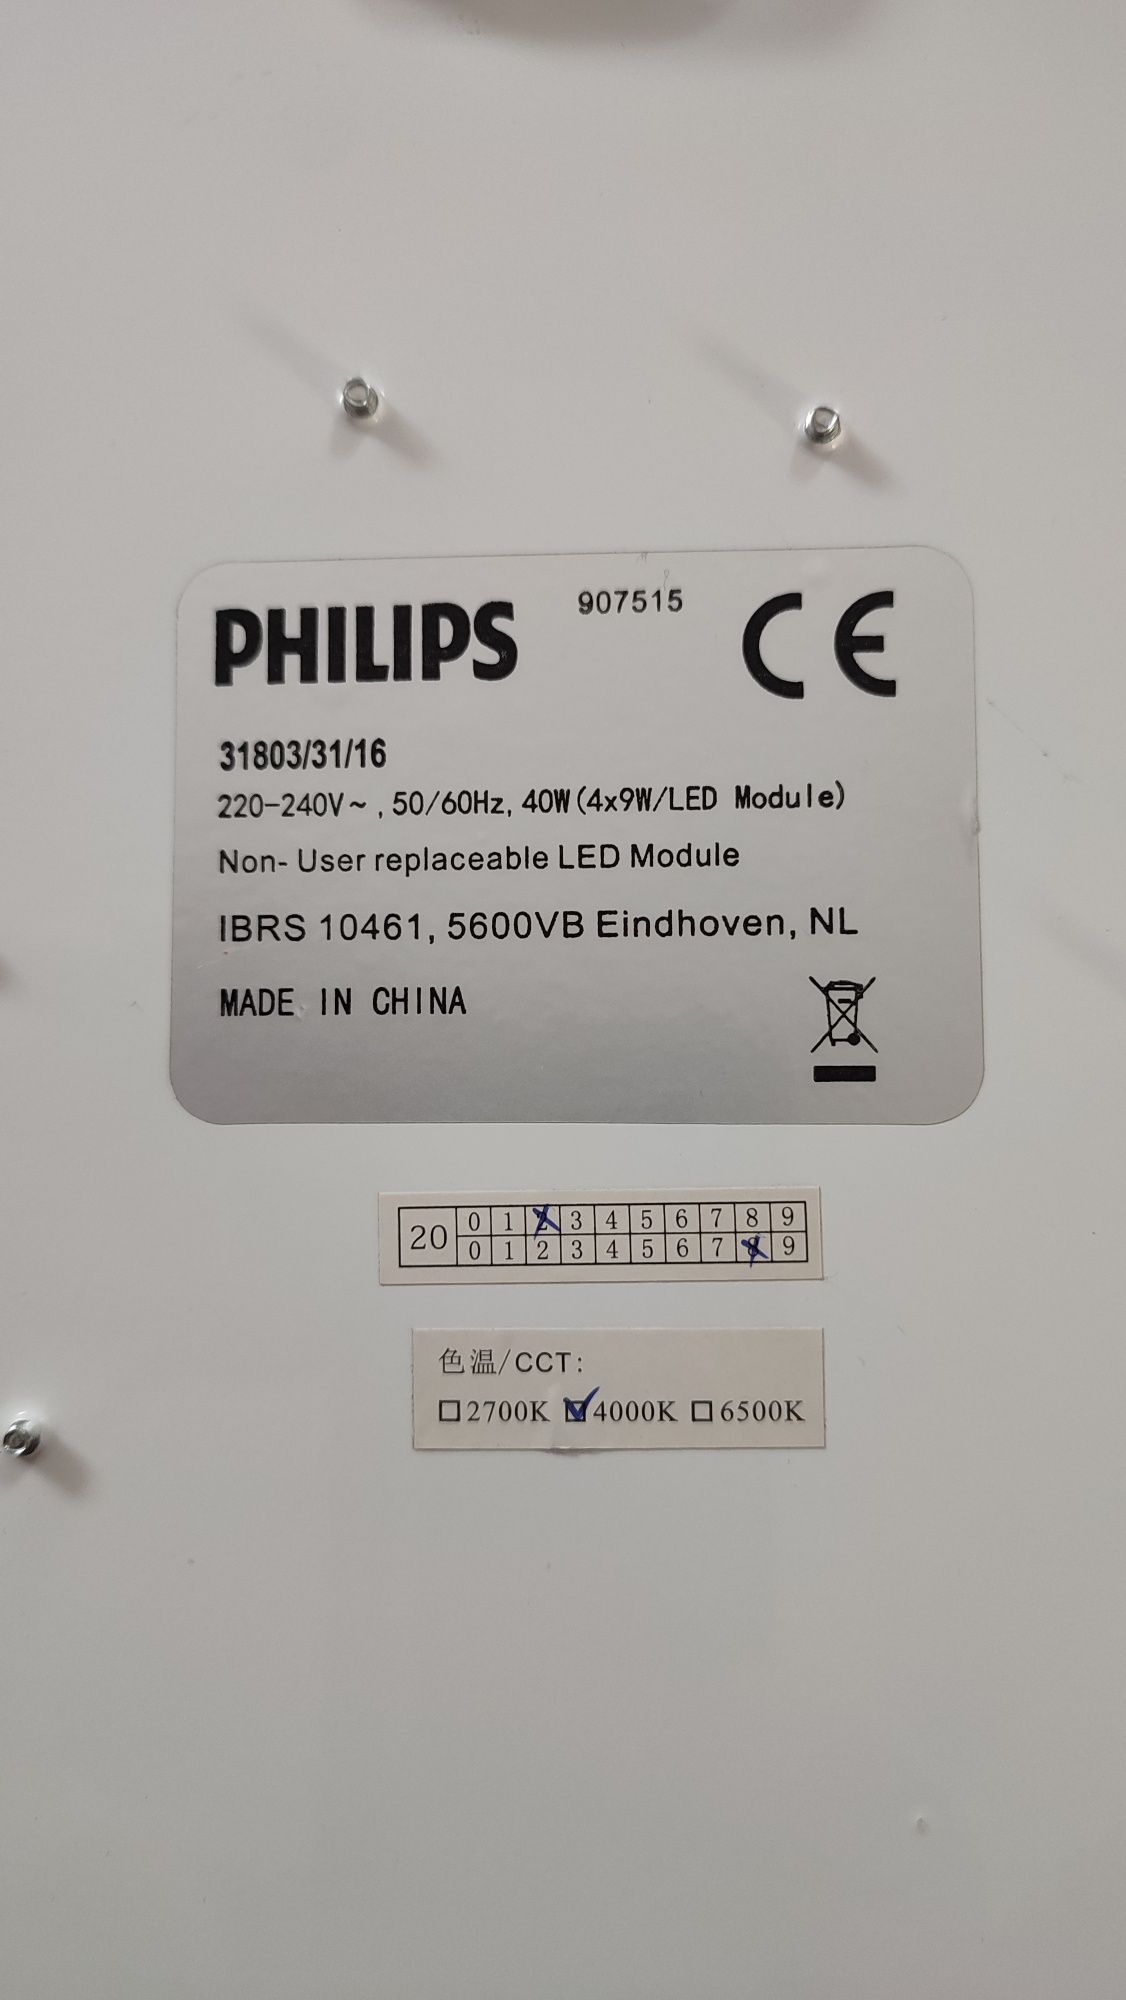 PHILIPS 907515 CE
31803/31/16
220-240V~, 50/60Hz, 40W(4x9W/LED Module)
Non- User replaceable LED Module
IBRS 10461, 5600VB Eindhoven, NL
MADE IN CHINA
20 0 1 2 3 4 5 6 7 8 9
0 1 2 3 4 5 6 7 8 9
色温/CCT:
☐2700K ☑4000K ☐6500K